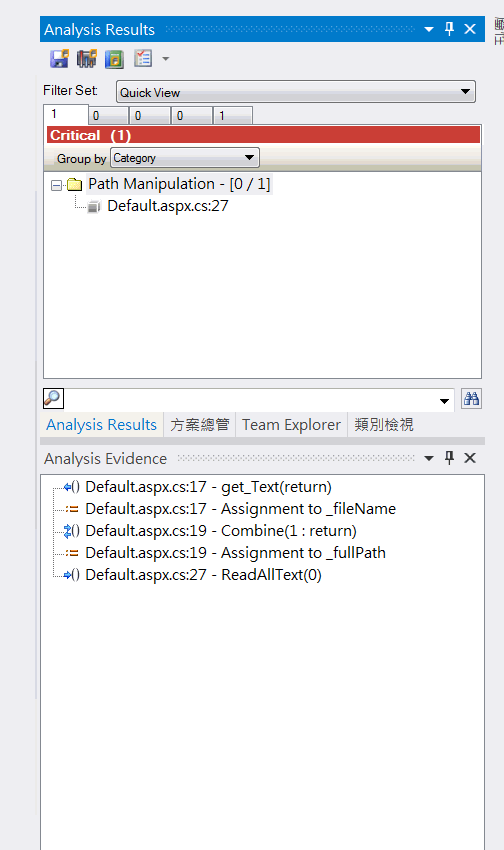 Analysis Results
Filter Set:
Quick View
1 0 0 0 1
Critical (1)
Group by Category
Path Manipulation - [0 / 1]
Default.aspx.cs:27
Analysis Results 方案總管 Team Explorer 類別檢視
Analysis Evidence
Default.aspx.cs:17 - get_Text(return)
Default.aspx.cs:17 - Assignment to _fileName
Default.aspx.cs:19 - Combine(1 : return)
Default.aspx.cs:19 - Assignment to _fullPath
Default.aspx.cs:27 - ReadAllText(0)